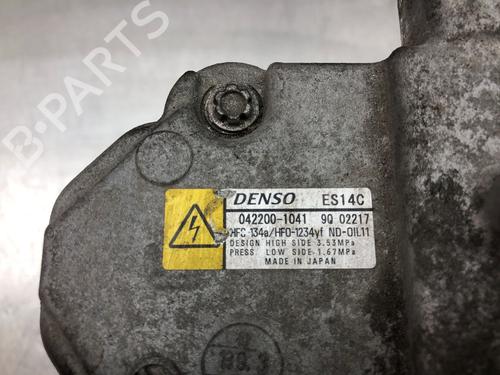 B-PARTS
DENSO ES14C
042200-1041 9Q 02217
HFC-134a/HFO-1234yf ND-OIL11
DESIGN HIGH SIDE 3.53MPa
PRESS LOW SIDE 1.67MPa
MADE IN JAPAN